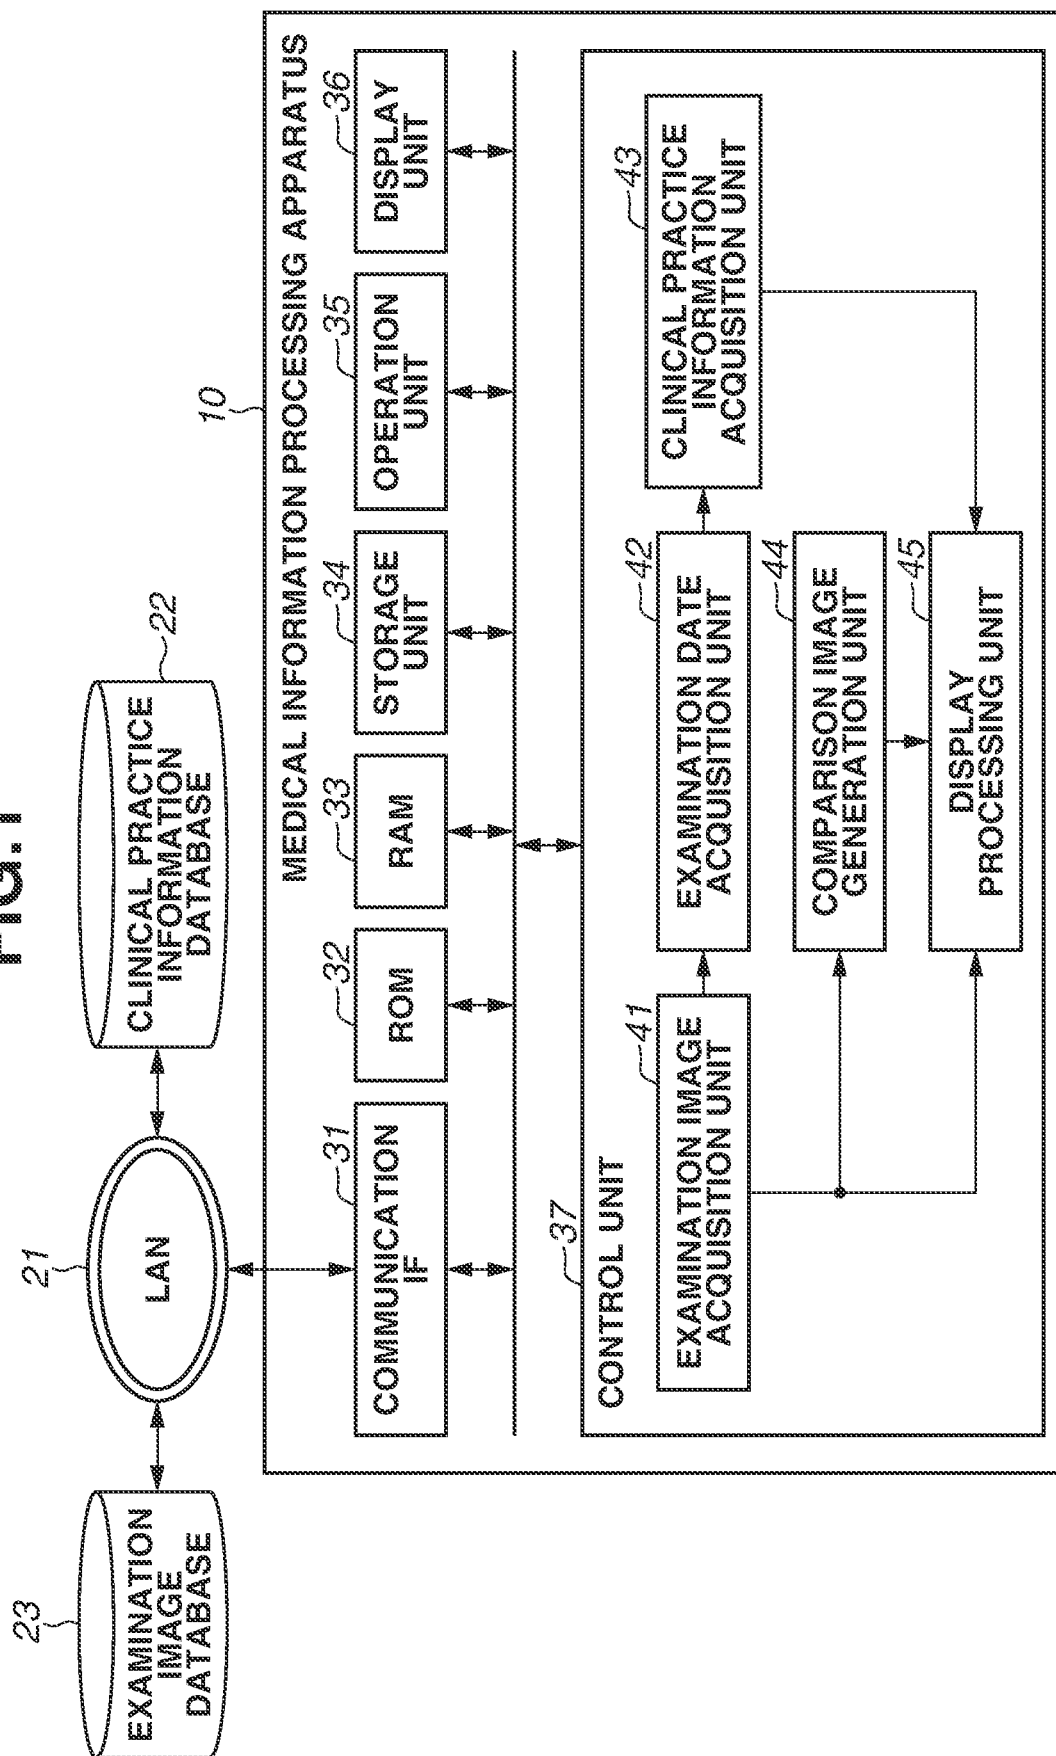 FIG. 1
23
EXAMINATION
IMAGE
DATABASE
21
LAN
22
CLINICAL PRACTICE
INFORMATION
DATABASE
10
MEDICAL INFORMATION PROCESSING APPARATUS
31
COMMUNICATION
IF
32
ROM
33
RAM
34
STORAGE
UNIT
35
OPERATION
UNIT
36
DISPLAY
UNIT
37
CONTROL UNIT
41
EXAMINATION IMAGE
ACQUISITION UNIT
42
EXAMINATION DATE
ACQUISITION UNIT
43
CLINICAL PRACTICE
INFORMATION
ACQUISITION UNIT
44
COMPARISON IMAGE
GENERATION UNIT
45
DISPLAY
PROCESSING UNIT